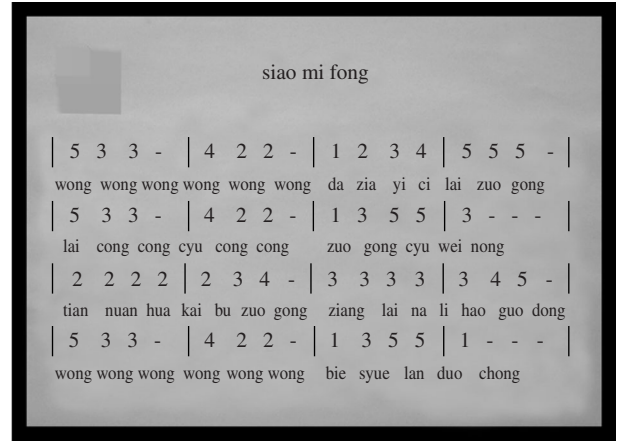 siao mi fong
| 5 3 3 - | 4 2 2 - | 1 2 3 4 | 5 5 5 - |
wong wong wong wong wong wong da zia yi ci lai zuo gong
| 5 3 3 - | 4 2 2 - | 1 3 5 5 | 3 - - - |
lai cong cong cyu cong cong zuo gong cyu wei nong
| 2 2 2 2 | 2 3 4 - | 3 3 3 3 | 3 4 5 - |
tian nuan hua kai bu zuo gong ziang lai na li hao guo dong
| 5 3 3 - | 4 2 2 - | 1 3 5 5 | 1 - - - |
wong wong wong wong wong wong bie syue lan duo chong